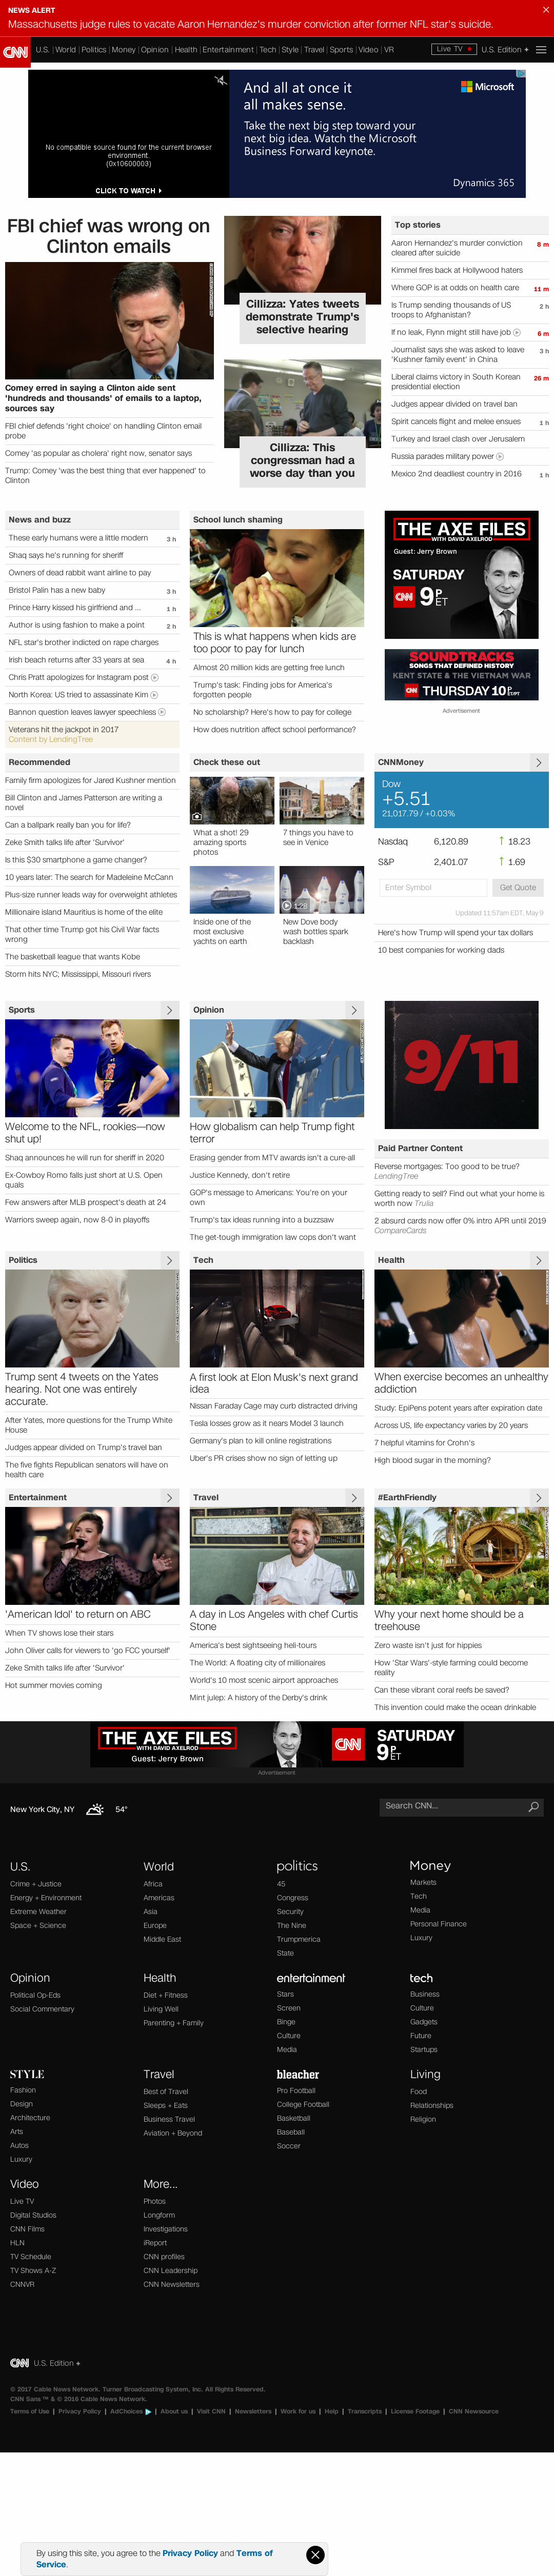 NEWS ALERT
Massachusetts judge rules to vacate Aaron Hernandez's murder conviction after former NFL star's suicide.
CNN
U.S. World Politics Money Opinion Health Entertainment Tech Style Travel Sports Video VR
Live TV
U.S. Edition +
No compatible source found for the current browser
environment.
(0x10600003)
CLICK TO WATCH
And all at once it
all makes sense.
Take the next big step toward your
next big idea. Watch the Microsoft
Business Forward keynote.
Microsoft
Dynamics 365
FBI chief was wrong on
Clinton emails
Comey erred in saying a Clinton aide sent
'hundreds and thousands' of emails to a laptop,
sources say
FBI chief defends 'right choice' on handling Clinton email
probe
Comey 'as popular as cholera' right now, senator says
Trump: Comey 'was the best thing that ever happened' to
Clinton
Cillizza: Yates tweets
demonstrate Trump's
selective hearing
Cillizza: This
congressman had a
worse day than you
Top stories
Aaron Hernandez's murder conviction
cleared after suicide
8 m
Kimmel fires back at Hollywood haters
Where GOP is at odds on health care
11 m
Is Trump sending thousands of US
troops to Afghanistan?
2 h
If no leak, Flynn might still have job
6 m
Journalist says she was asked to leave
'Kushner family event' in China
3 h
Liberal claims victory in South Korean
presidential election
26 m
Judges appear divided on travel ban
Spirit cancels flight and melee ensues
1 h
Turkey and Israel clash over Jerusalem
Russia parades military power
Mexico 2nd deadliest country in 2016
1 h
News and buzz
These early humans were a little modern
3 h
Shaq says he's running for sheriff
Owners of dead rabbit want airline to pay
Bristol Palin has a new baby
3 h
Prince Harry kissed his girlfriend and ...
1 h
Author is using fashion to make a point
2 h
NFL star's brother indicted on rape charges
Irish beach returns after 33 years at sea
4 h
Chris Pratt apologizes for Instagram post
North Korea: US tried to assassinate Kim
Bannon question leaves lawyer speechless
Veterans hit the jackpot in 2017
Content by LendingTree
School lunch shaming
This is what happens when kids are
too poor to pay for lunch
Almost 20 million kids are getting free lunch
Trump's task: Finding jobs for America's
forgotten people
No scholarship? Here's how to pay for college
How does nutrition affect school performance?
THE AXE FILES
WITH DAVID AXELROD
Guest: Jerry Brown
SATURDAY
CNN 9 P ET
SOUNDTRACKS
SONGS THAT DEFINED HISTORY
KENT STATE & THE VIETNAM WAR
CNN THURSDAY 10P ET/PT
Advertisement
Recommended
Family firm apologizes for Jared Kushner mention
Bill Clinton and James Patterson are writing a
novel
Can a ballpark really ban you for life?
Zeke Smith talks life after 'Survivor'
Is this $30 smartphone a game changer?
10 years later: The search for Madeleine McCann
Plus-size runner leads way for overweight athletes
Millionaire island Mauritius is home of the elite
That other time Trump got his Civil War facts
wrong
The baseball league that wants Kobe
Storm hits NYC; Mississippi, Missouri rivers
Check these out
What a shot! 29
amazing sports
photos
7 things you have to
see in Venice
1:28
Inside one of the
most exclusive
yachts on earth
New Dove body
wash bottles spark
backlash
CNNMoney
Dow
+5.51
21,017.79 / +0.03%
Nasdaq 6,120.89 ↑ 18.23
S&P 2,401.07 ↑ 1.69
Enter Symbol
Get Quote
Updated 11:57am EDT, May 9
Here's how Trump will spend your tax dollars
10 best companies for working dads
Sports
Welcome to the NFL, rookies—now
shut up!
Shaq announces he will run for sheriff in 2020
Ex-Cowboy Romo falls just short at U.S. Open
quals
Few answers after MLB prospect's death at 24
Warriors sweep again, now 8-0 in playoffs
Opinion
How globalism can help Trump fight
terror
Erasing gender from MTV awards isn't a cure-all
Justice Kennedy, don't retire
GOP's message to Americans: You're on your
own
Trump's tax ideas running into a buzzsaw
The get-tough immigration law cops don't want
9/11
Paid Partner Content
Reverse mortgages: Too good to be true?
LendingTree
Getting ready to sell? Find out what your home is
worth now Trulia
2 absurd cards now offer 0% intro APR until 2019
CompareCards
Politics
Trump sent 4 tweets on the Yates
hearing. Not one was entirely
accurate.
After Yates, more questions for the Trump White
House
Judges appear divided on Trump's travel ban
The five fights Republican senators will have on
health care
Tech
A first look at Elon Musk's next grand
idea
Nissan Faraday Cage may curb distracted driving
Tesla losses grow as it nears Model 3 launch
Germany's plan to kill online registrations
Uber's PR crises show no sign of letting up
Health
When exercise becomes an unhealthy
addiction
Study: EpiPens potent years after expiration date
Across US, life expectancy varies by 20 years
7 helpful vitamins for Crohn's
High blood sugar in the morning?
Entertainment
'American Idol' to return on ABC
When TV shows lose their stars
John Oliver calls for viewers to 'go FCC yourself'
Zeke Smith talks life after 'Survivor'
Hot summer movies coming
Travel
A day in Los Angeles with chef Curtis
Stone
America's best sightseeing heli-tours
The World: A floating city of millionaires
World's 10 most scenic airport approaches
Mint julep: A history of the Derby's drink
#EarthFriendly
Why your next home should be a
treehouse
Zero waste isn't just for hippies
How 'Star Wars'-style farming could become
reality
Can these vibrant coral reefs be saved?
This invention could make the ocean drinkable
THE AXE FILES
WITH DAVID AXELROD
Guest: Jerry Brown
CNN
SATURDAY
9 P ET
Advertisement
New York City, NY 54°
Search CNN...
U.S.
Crime + Justice
Energy + Environment
Extreme Weather
Space + Science
World
Africa
Americas
Asia
Europe
Middle East
politics
45
Congress
Security
The Nine
Trumpmerica
State
Money
Markets
Tech
Media
Personal Finance
Luxury
Opinion
Political Op-Eds
Social Commentary
Health
Diet + Fitness
Living Well
Parenting + Family
entertainment
Stars
Screen
Binge
Culture
Media
tech
Business
Culture
Gadgets
Future
Startups
STYLE
Fashion
Design
Architecture
Arts
Autos
Luxury
Travel
Best of Travel
Sleeps + Eats
Business Travel
Aviation + Beyond
bleacher
Pro Football
College Football
Basketball
Baseball
Soccer
Living
Food
Relationships
Religion
Video
Live TV
Digital Studios
CNN Films
HLN
TV Schedule
TV Shows A-Z
CNNVR
More...
Photos
Longform
Investigations
iReport
CNN profiles
CNN Leadership
CNN Newsletters
CNN U.S. Edition +
© 2017 Cable News Network. Turner Broadcasting System, Inc. All Rights Reserved.
CNN Sans ™ & © 2016 Cable News Network.
Terms of Use | Privacy Policy | AdChoices | About us | Visit CNN | Newsletters | Work for us | Help | Transcripts | License Footage | CNN Newsource
By using this site, you agree to the Privacy Policy and Terms of
Service.